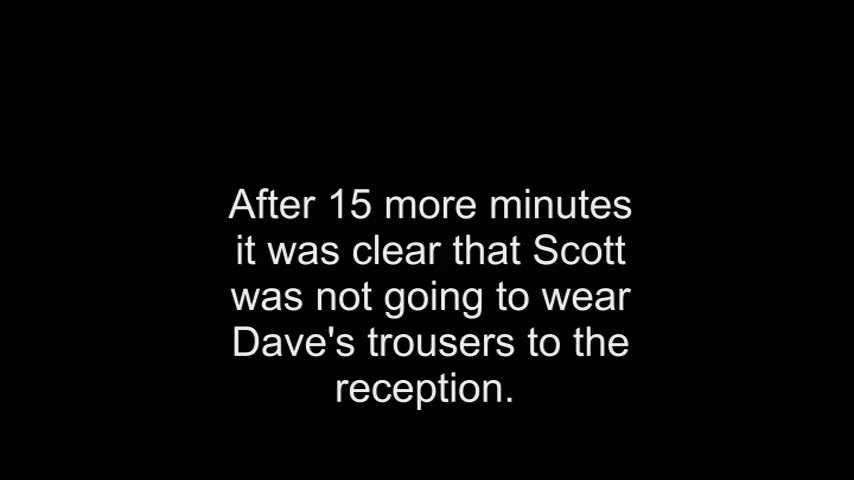 After 15 more minutes
it was clear that Scott
was not going to wear
Dave's trousers to the
reception.